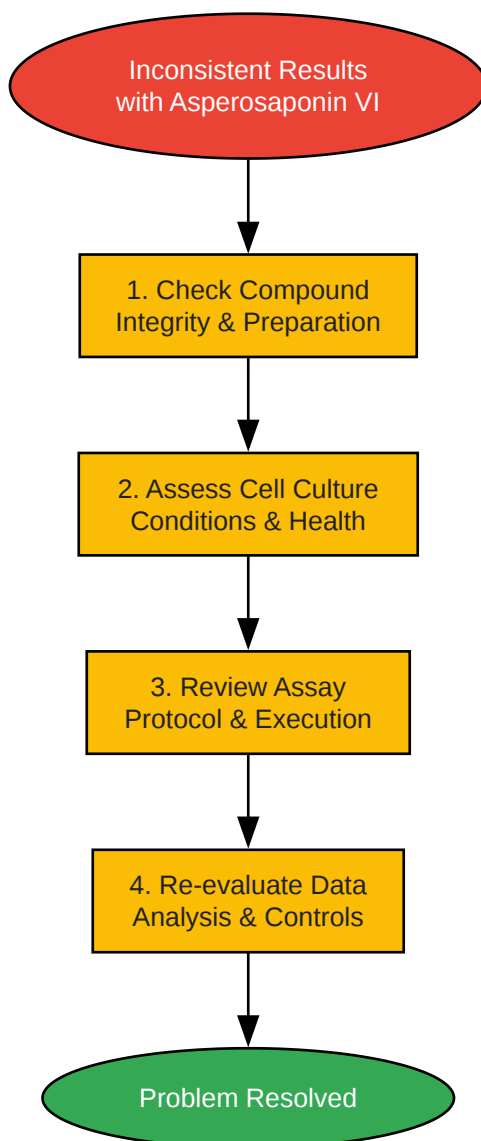 Inconsistent Results
with Asperosaponin VI
1. Check Compound
Integrity & Preparation
2. Assess Cell Culture
Conditions & Health
3. Review Assay
Protocol & Execution
4. Re-evaluate Data
Analysis & Controls
Problem Resolved